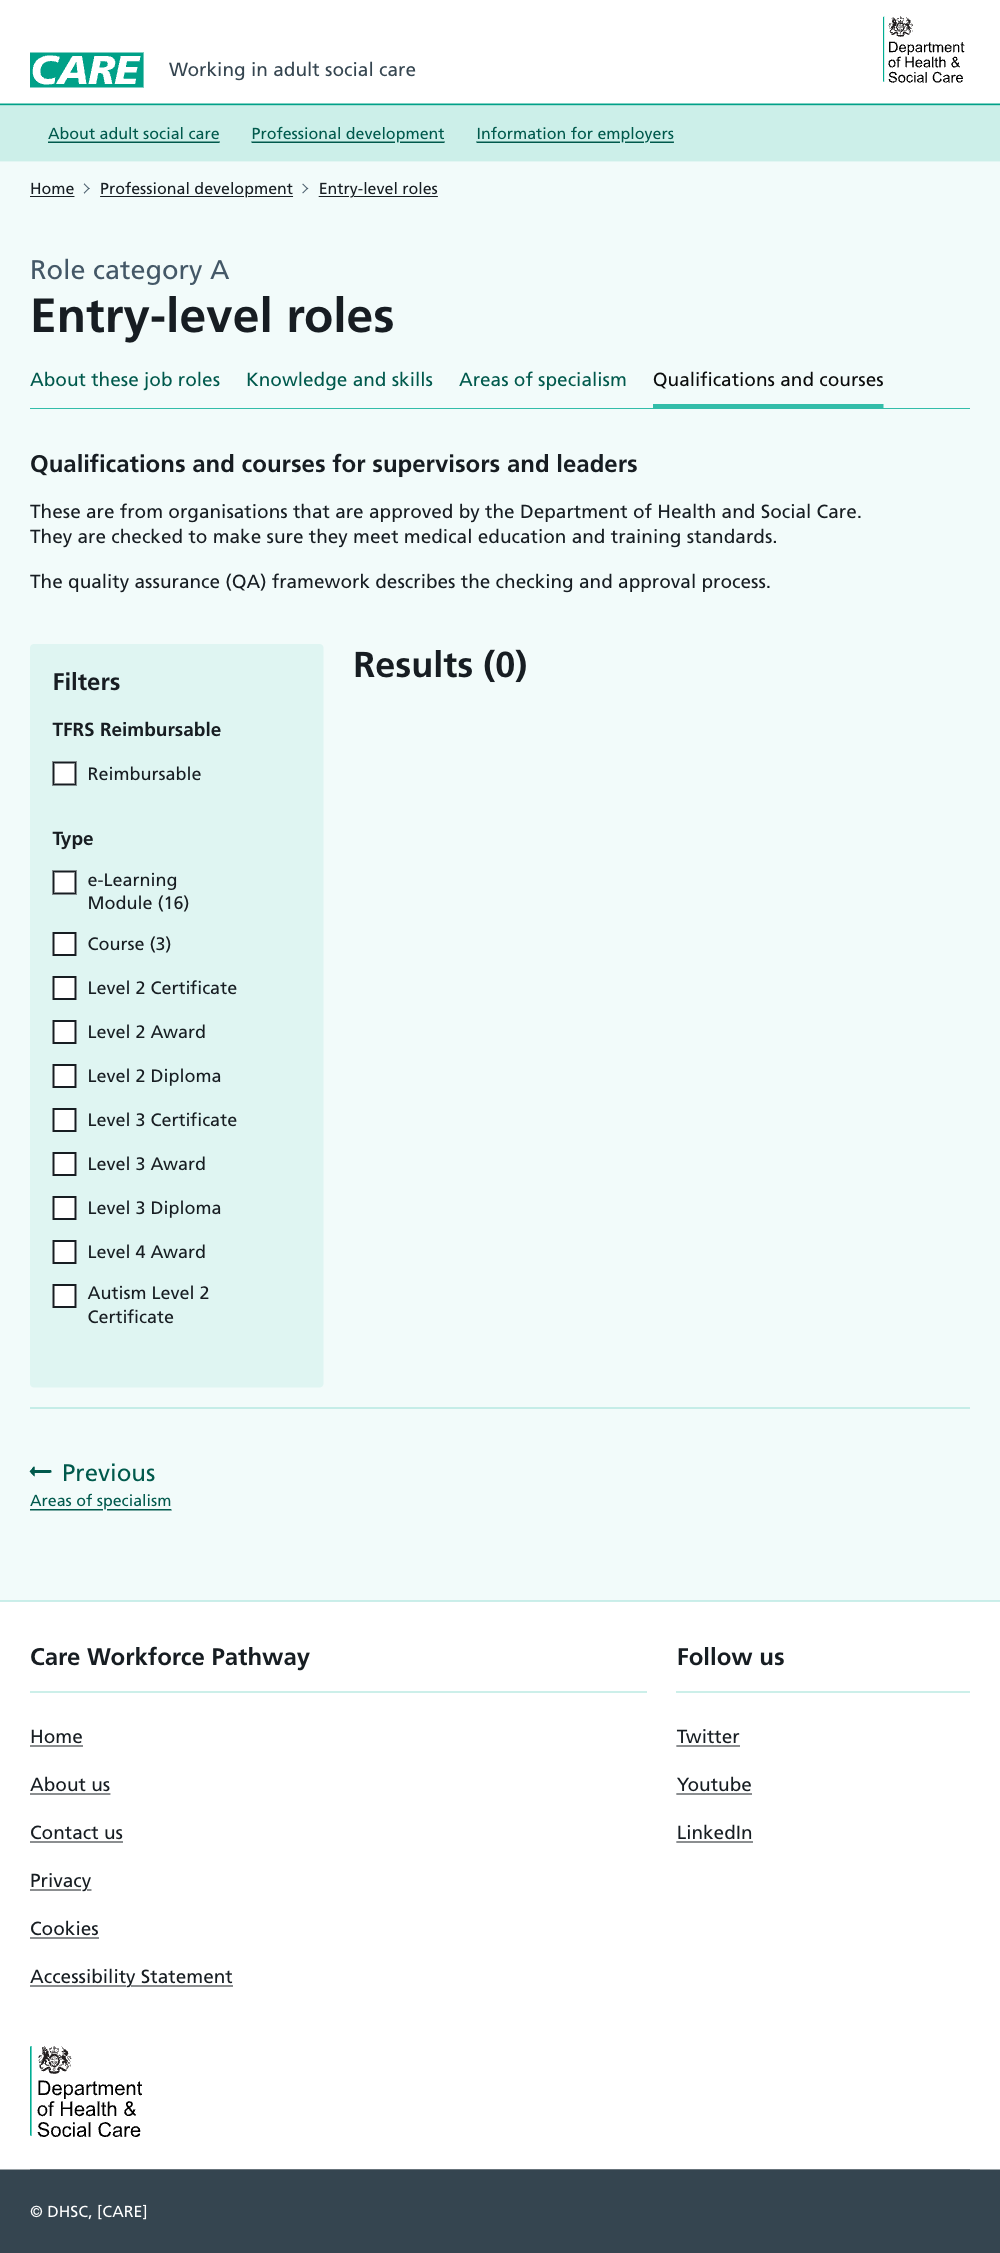 CARE
Working in adult social care
Department
of Health &
Social Care
About adult social care Professional development Information for employers
Home Professional development Entry-level roles
Role category A
Entry-level roles
About these job roles Knowledge and skills Areas of specialism Qualifications and courses
Qualifications and courses for supervisors and leaders
These are from organisations that are approved by the Department of Health and Social Care.
They are checked to make sure they meet medical education and training standards.
The quality assurance (QA) framework describes the checking and approval process.
Filters
TFRS Reimbursable
Reimbursable
Type
e-Learning
Module (16)
Course (3)
Level 2 Certificate
Level 2 Award
Level 2 Diploma
Level 3 Certificate
Level 3 Award
Level 3 Diploma
Level 4 Award
Autism Level 2
Certificate
Results (0)
Previous
Areas of specialism
Care Workforce Pathway
Home
About us
Contact us
Privacy
Cookies
Accessibility Statement
Follow us
Twitter
Youtube
LinkedIn
Department
of Health &
Social Care
© DHSC, [CARE]